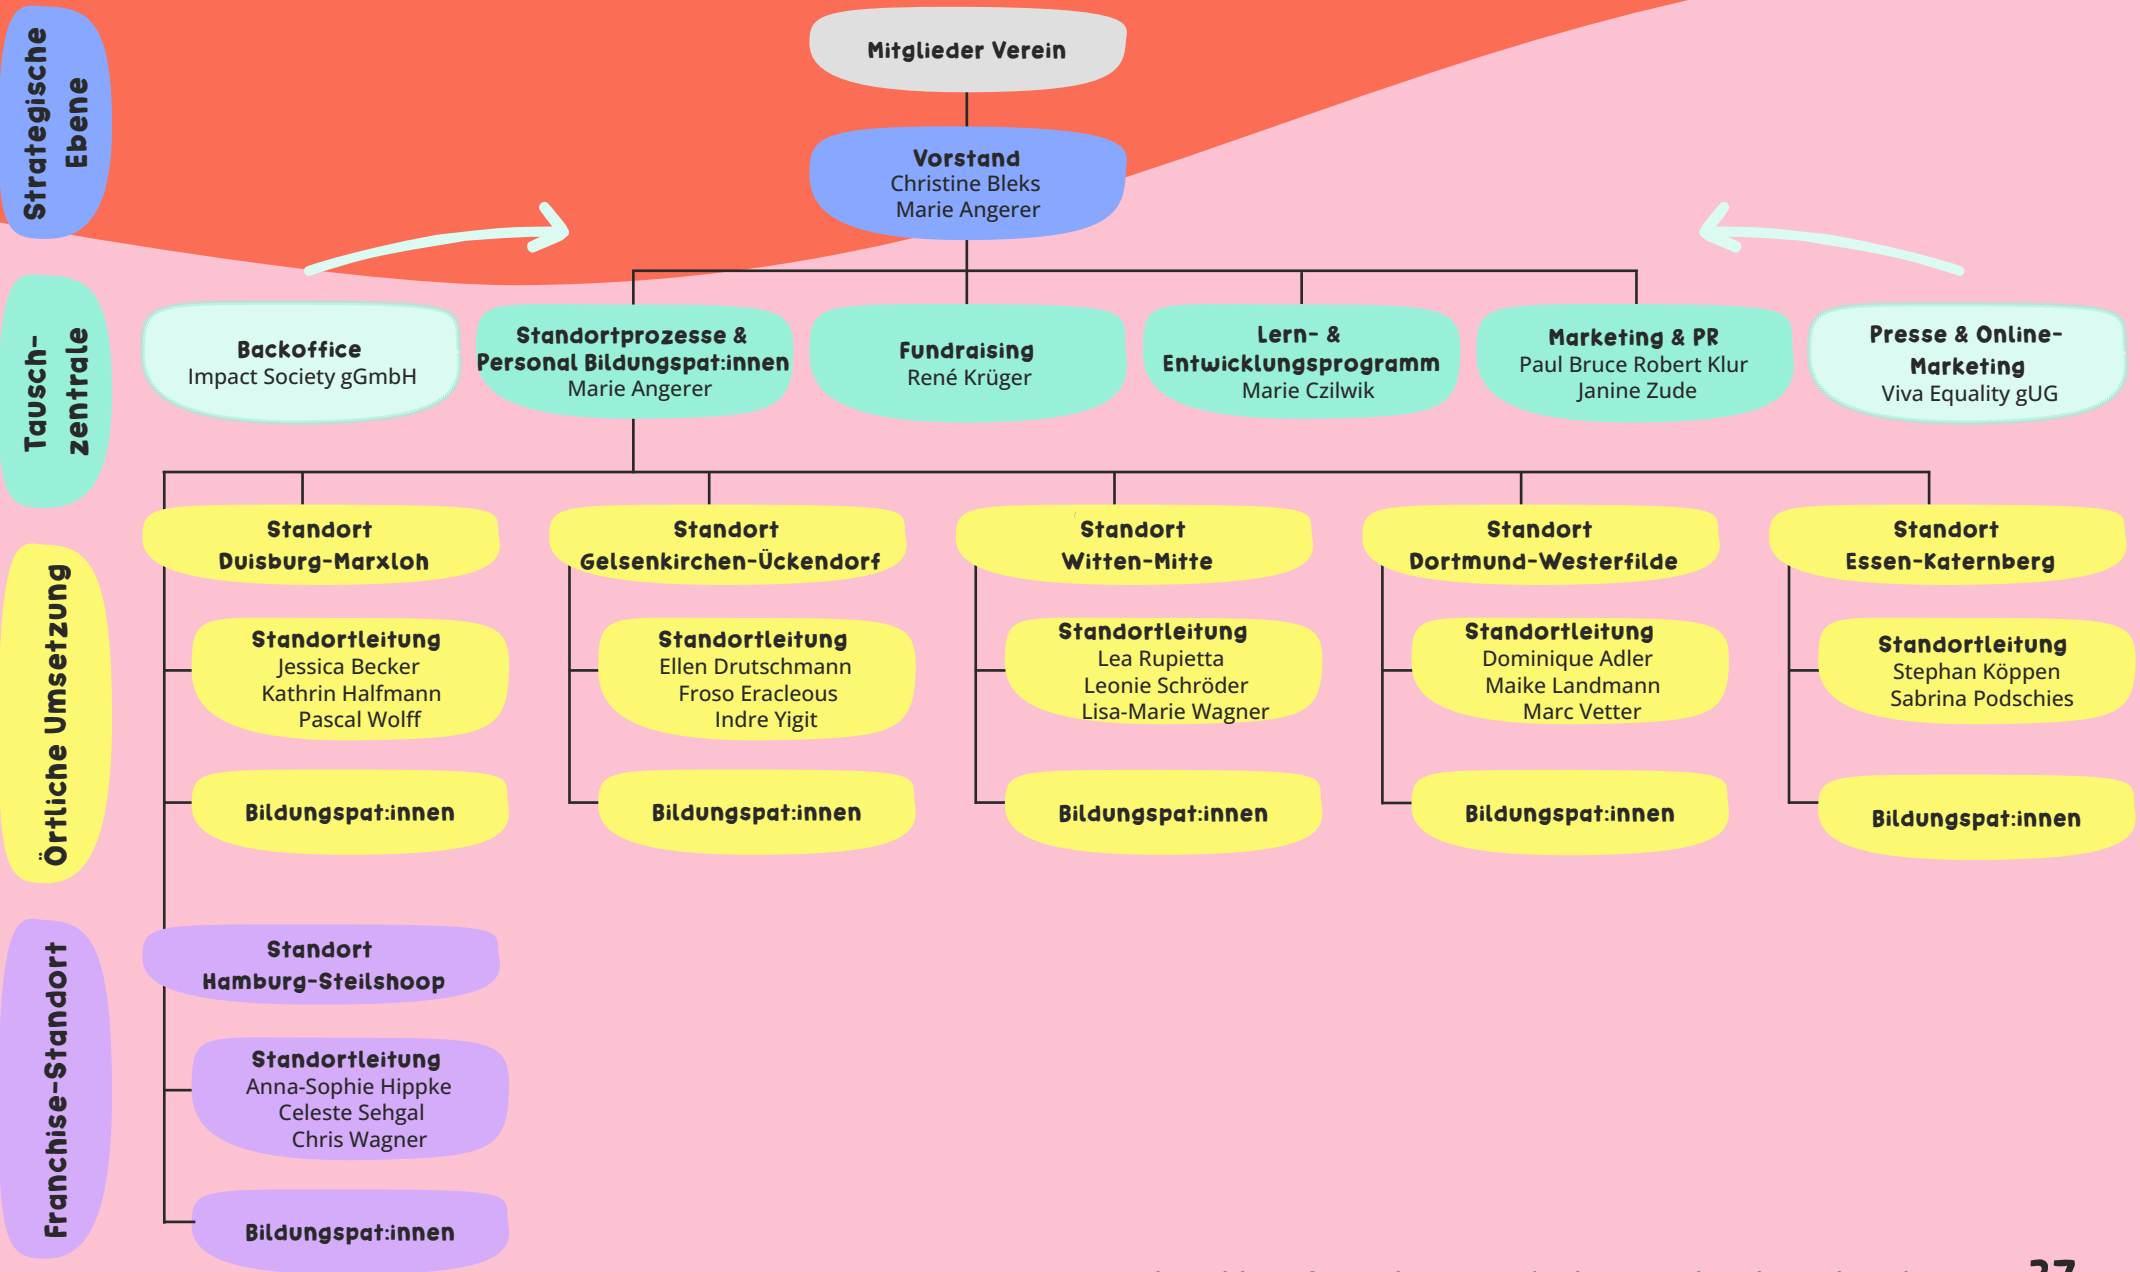 Strategische
Ebene
Mitglieder Verein
Vorstand
Christine Bleks
Marie Angerer
Tausch-
zentrale
Backoffice
Impact Society gGmbH
Standortprozesse &
Personal Bildungspat:innen
Marie Angerer
Fundraising
René Krüger
Lern- &
Entwicklungsprogramm
Marie Czilwik
Marketing & PR
Paul Bruce Robert Klur
Janine Zude
Presse & Online-
Marketing
Viva Equality gUG
Örtliche Umsetzung
Standort
Duisburg-Marxloh
Standortleitung
Jessica Becker
Kathrin Halfmann
Pascal Wolff
Bildungspat:innen
Standort
Gelsenkirchen-Ückendorf
Standortleitung
Ellen Drutschmann
Froso Eracleous
Indre Yigit
Bildungspat:innen
Standort
Witten-Mitte
Standortleitung
Lea Rupietta
Leonie Schröder
Lisa-Marie Wagner
Bildungspat:innen
Standort
Dortmund-Westerfilde
Standortleitung
Dominique Adler
Maike Landmann
Marc Vetter
Bildungspat:innen
Standort
Essen-Katernberg
Standortleitung
Stephan Köppen
Sabrina Podschies
Bildungspat:innen
Franchise-Standort
Standort
Hamburg-Steilshoop
Standortleitung
Anna-Sophie Hippke
Celeste Sehgal
Chris Wagner
Bildungspat:innen